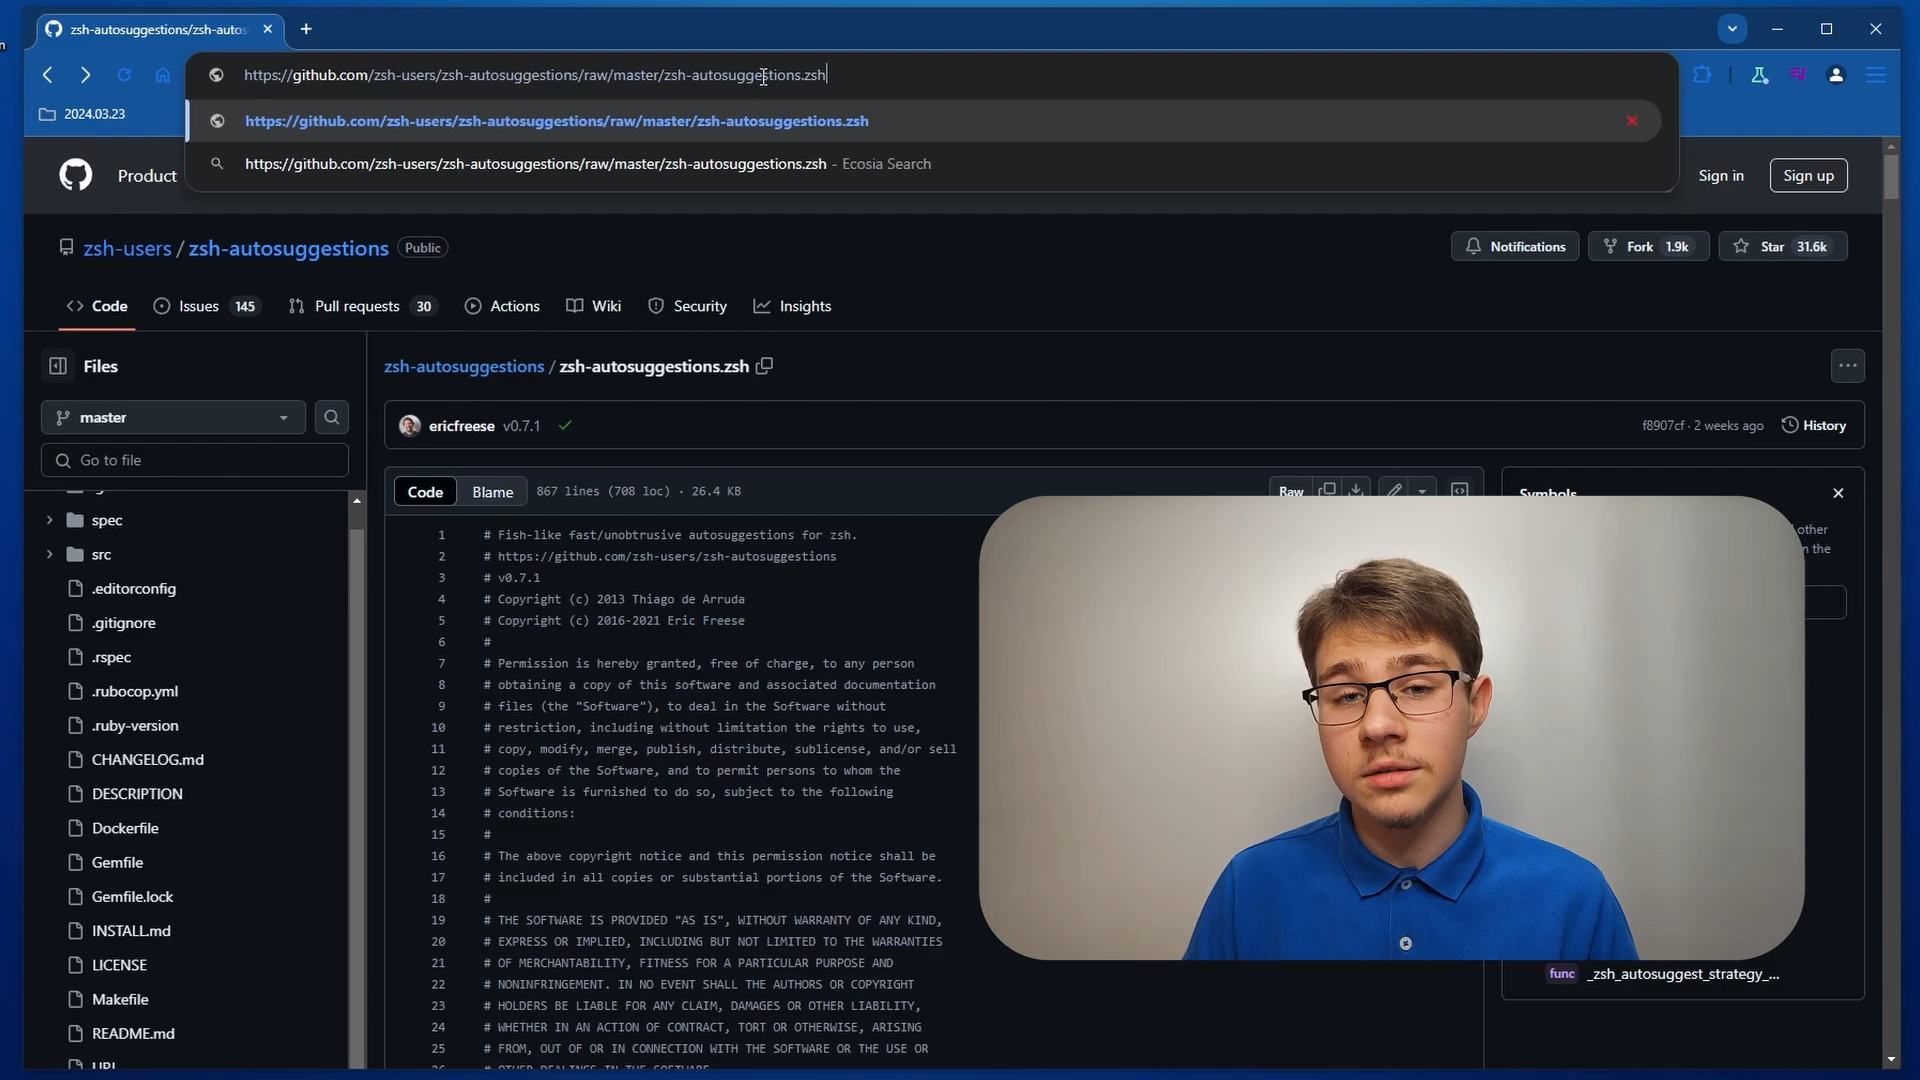 zsh-autosuggestions/zsh-autos
https://github.com/zsh-users/zsh-autosuggestions/raw/master/zsh-autosuggestions.zsh
2024.03.23
https://github.com/zsh-users/zsh-autosuggestions/raw/master/zsh-autosuggestions.zsh
https://github.com/zsh-users/zsh-autosuggestions/raw/master/zsh-autosuggestions.zsh - Ecosia Search
Product
Sign in
Sign up
zsh-users / zsh-autosuggestions Public
Notifications
Fork 1.9k
Star 31.6k
Code
Issues 145
Pull requests 30
Actions
Wiki
Security
Insights
Files
master
Go to file
spec
src
.editorconfig
.gitignore
.rspec
.rubocop.yml
.ruby-version
CHANGELOG.md
DESCRIPTION
Dockerfile
Gemfile
Gemfile.lock
INSTALL.md
LICENSE
Makefile
README.md
URL
zsh-autosuggestions / zsh-autosuggestions.zsh
ericfreese v0.7.1
f8907cf · 2 weeks ago
History
Code
Blame
867 lines (708 loc) · 26.4 KB
Raw
Symbols
other
n the
1 # Fish-like fast/unobtrusive autosuggestions for zsh.
2 # https://github.com/zsh-users/zsh-autosuggestions
3 # v0.7.1
4 # Copyright (c) 2013 Thiago de Arruda
5 # Copyright (c) 2016-2021 Eric Freese
6 #
7 # Permission is hereby granted, free of charge, to any person
8 # obtaining a copy of this software and associated documentation
9 # files (the "Software"), to deal in the Software without
10 # restriction, including without limitation the rights to use,
11 # copy, modify, merge, publish, distribute, sublicense, and/or sell
12 # copies of the Software, and to permit persons to whom the
13 # Software is furnished to do so, subject to the following
14 # conditions:
15 #
16 # The above copyright notice and this permission notice shall be
17 # included in all copies or substantial portions of the Software.
18 #
19 # THE SOFTWARE IS PROVIDED "AS IS", WITHOUT WARRANTY OF ANY KIND,
20 # EXPRESS OR IMPLIED, INCLUDING BUT NOT LIMITED TO THE WARRANTIES
21 # OF MERCHANTABILITY, FITNESS FOR A PARTICULAR PURPOSE AND
22 # NONINFRINGEMENT. IN NO EVENT SHALL THE AUTHORS OR COPYRIGHT
23 # HOLDERS BE LIABLE FOR ANY CLAIM, DAMAGES OR OTHER LIABILITY,
24 # WHETHER IN AN ACTION OF CONTRACT, TORT OR OTHERWISE, ARISING
25 # FROM, OUT OF OR IN CONNECTION WITH THE SOFTWARE OR THE USE OR
# OTHER DEALINGS IN THE SOFTWARE
func _zsh_autosuggest_strategy_...